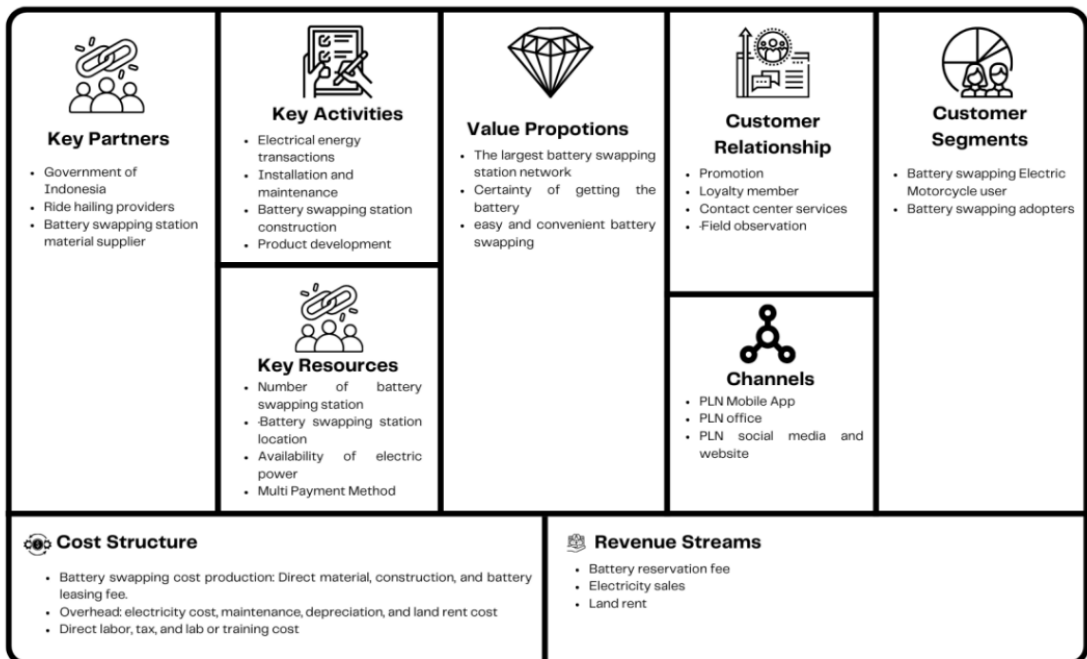 Key Partners
• Government of
Indonesia
• Ride hailing providers
• Battery swapping station
material supplier
Key Activities
• Electrical energy
transactions
• Installation and
maintenance
• Battery swapping station
construction
• Product development
Key Resources
• Number of battery
swapping station
• ·Battery swapping station
location
• Availability of electric
power
• Multi Payment Method
Value Propotions
• The largest battery swapping
station network
• Certainty of getting the
battery
• easy and convenient battery
swapping
Customer
Relationship
• Promotion
• Loyalty member
• Contact center services
• ·Field observation
Channels
• PLN Mobile App
• PLN office
• PLN social media and
website
Customer
Segments
• Battery swapping Electric
Motorcycle user
• Battery swapping adopters
Cost Structure
• Battery swapping cost production: Direct material, construction, and battery
leasing fee.
• Overhead: electricity cost, maintenance, depreciation, and land rent cost
• Direct labor, tax, and lab or training cost
Revenue Streams
• Battery reservation fee
• Electricity sales
• Land rent